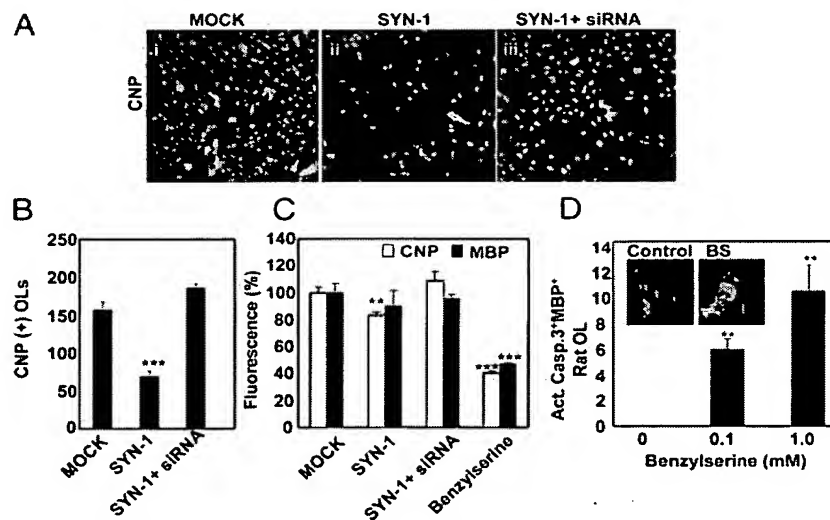 A
MOCK
SYN-1
SYN-1+ siRNA
CNP
i
ii
iii
B
CNP (+) OLs
250
200
150
100
50
0
***
MOCK
SYN-1
SYN-1+ siRNA
C
Fluorescence (%)
140
120
100
80
60
40
20
0
CNP
MBP
**
***
***
MOCK
SYN-1
SYN-1+ siRNA
Benzylserine
D
Act. Casp.3⁺MBP⁺
Rat OL
14
12
10
8
6
4
2
0
Control
BS
**
**
0
0.1
1.0
Benzylserine (mM)